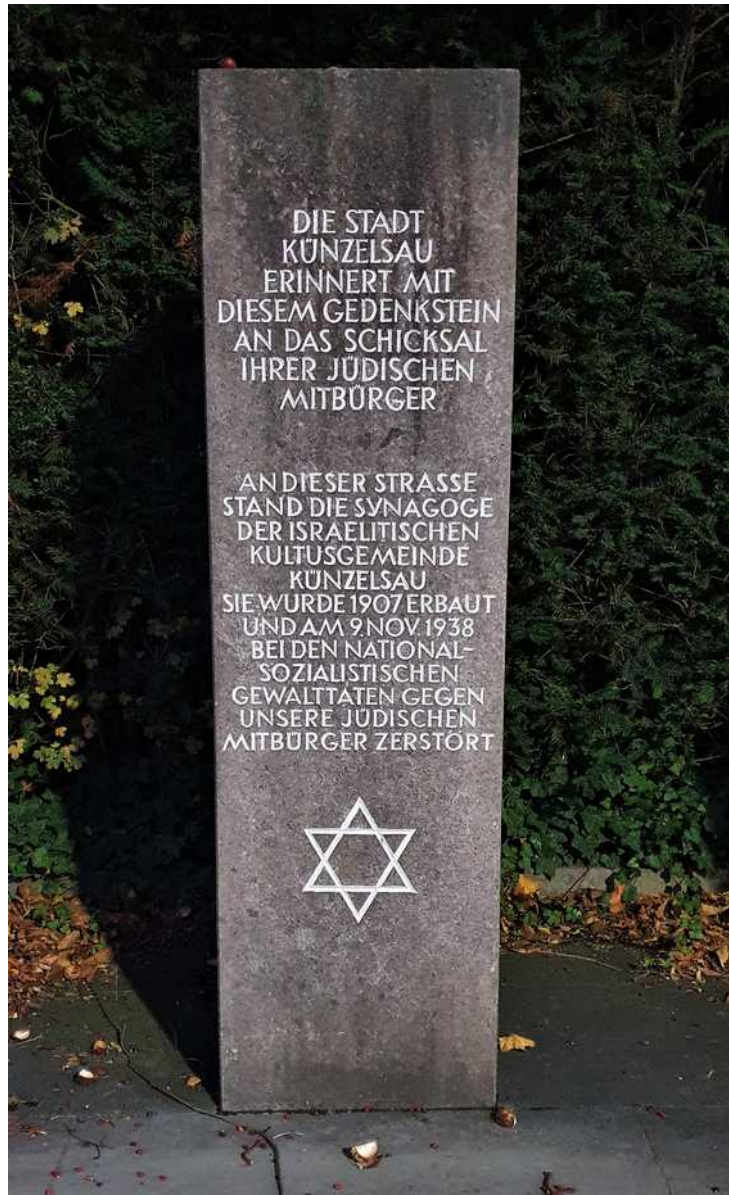 DIE STADT
KÜNZELSAU
ERINNERT MIT
DIESEM GEDENKSTEIN
AN DAS SCHICKSAL
IHRER JÜDISCHEN
MITBÜRGER
AN DIESER STRASSE
STAND DIE SYNAGOGE
DER ISRAELITISCHEN
KULTUSGEMEINDE
KÜNZELSAU
SIE WURDE 1907 ERBAUT
UND AM 9. NOV. 1938
BEI DEN NATIONAL-
SOZIALISTISCHEN
GEWALTTATEN GEGEN
UNSERE JÜDISCHEN
MITBÜRGER ZERSTÖRT